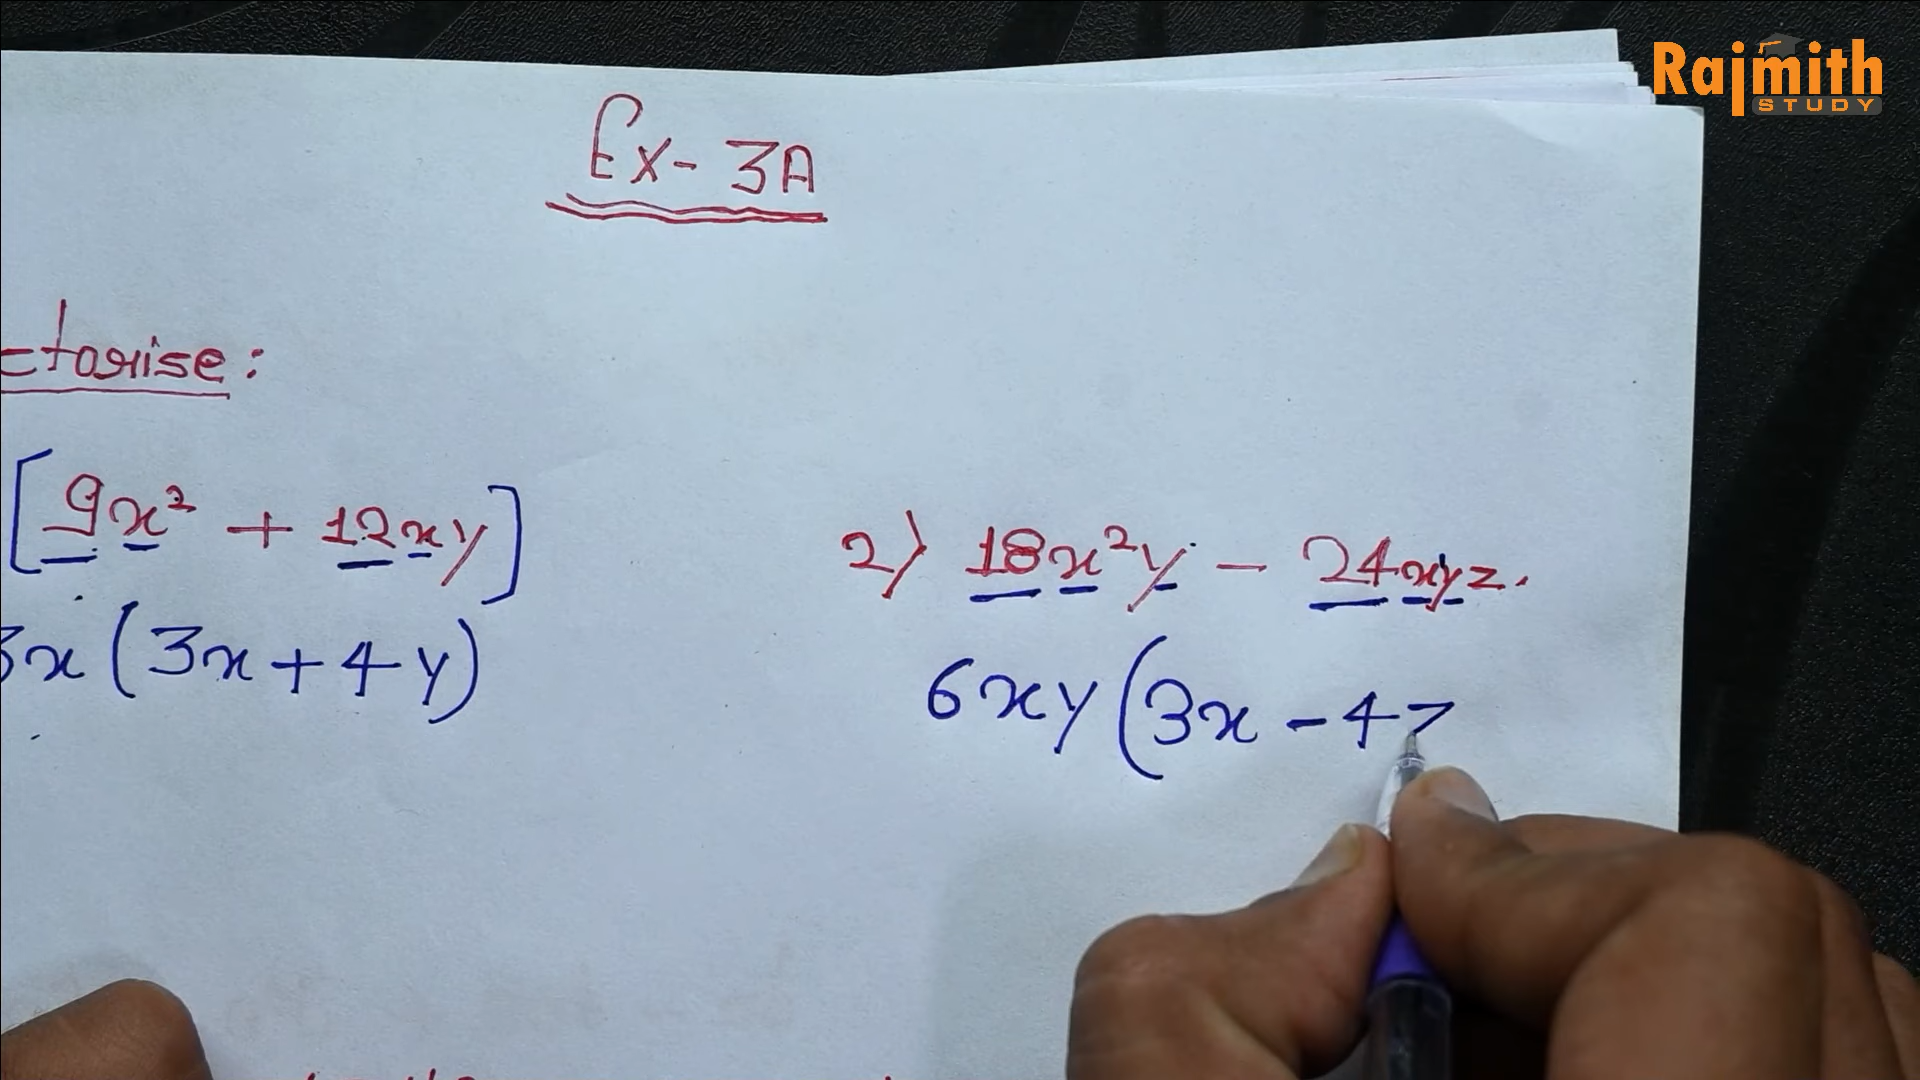 Rajmith
STUDY
Ex- 3A
ctorise:
[9x² + 12xy]
3x (3x + 4y)
2) 18x²y - 24xyz.
6xy (3x - 4z